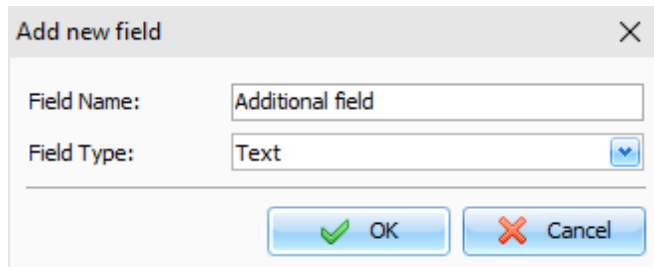 Add new field
Field Name: Additional field
Field Type: Text
OK Cancel